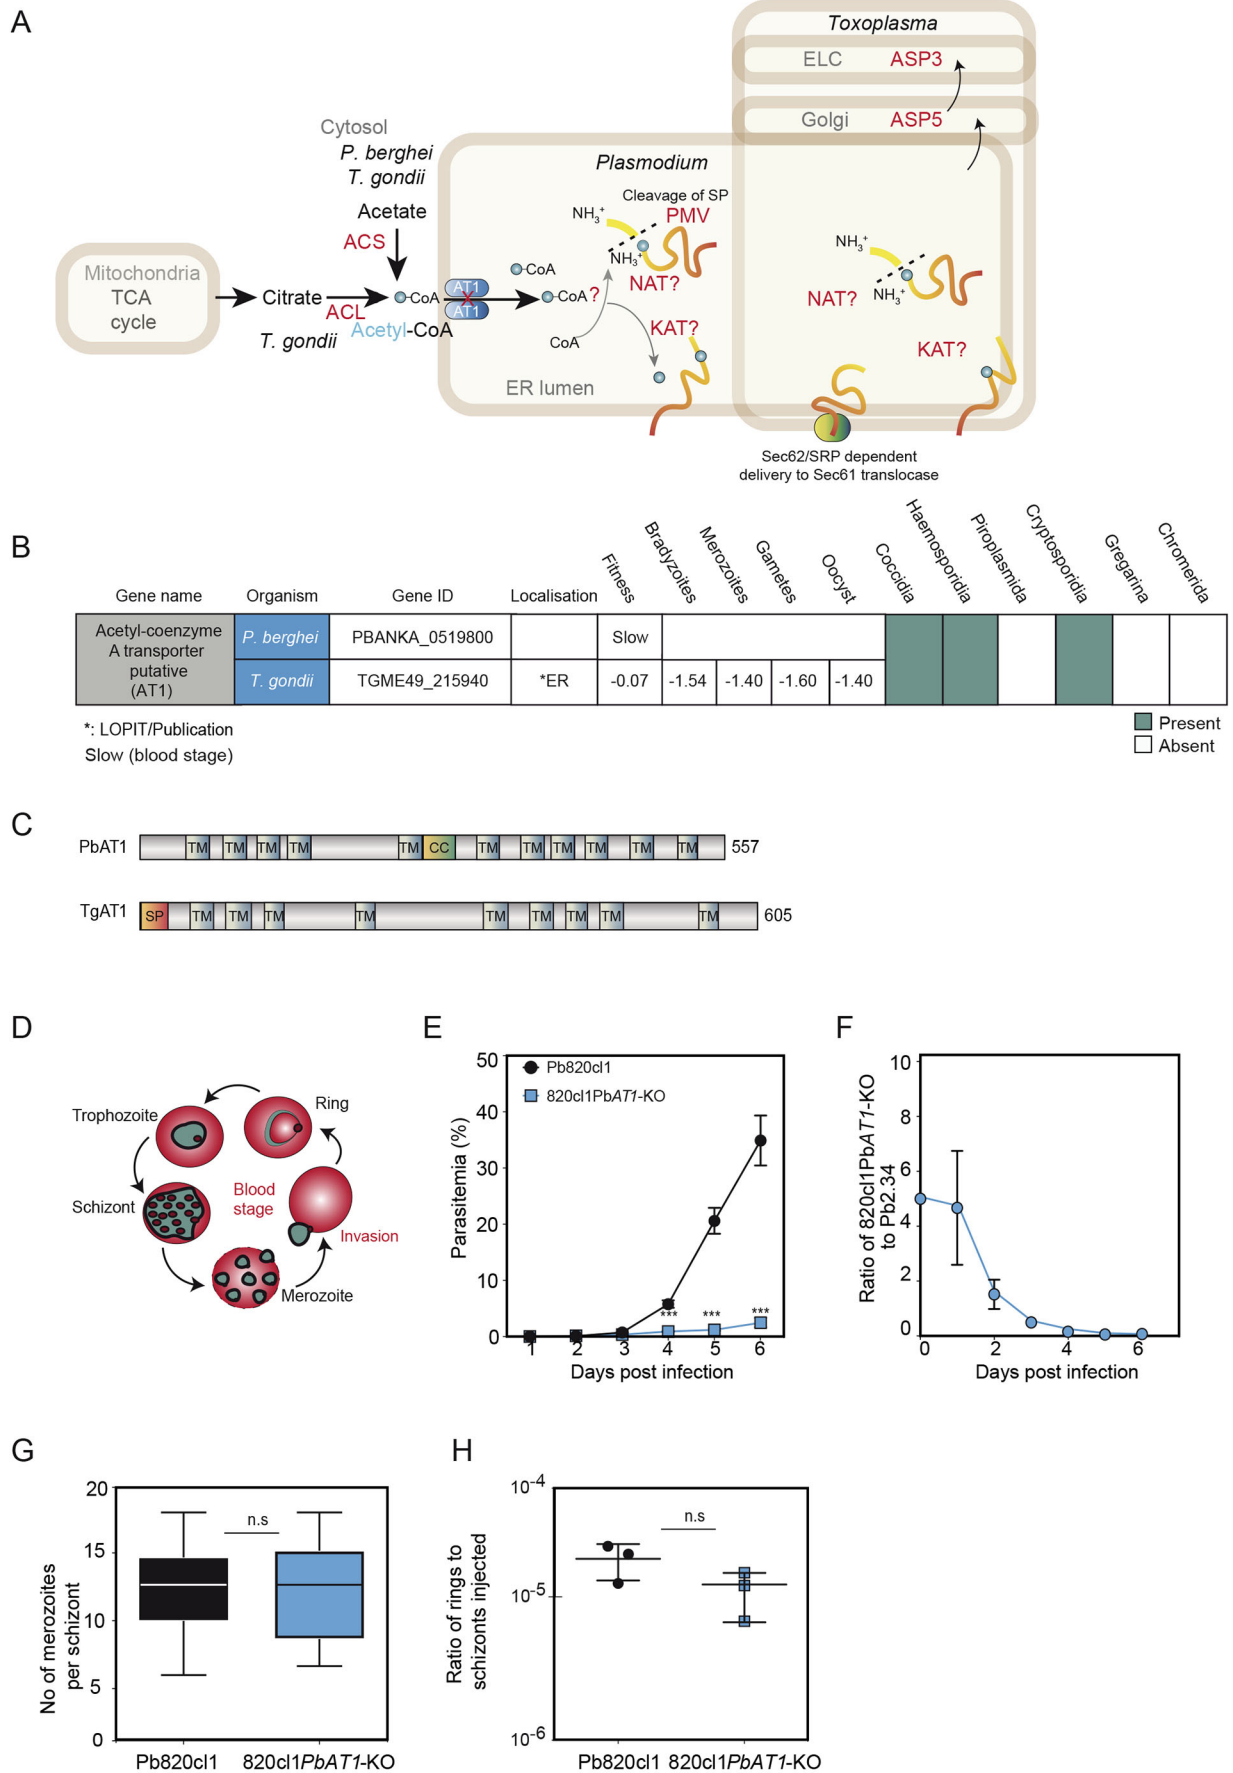 A
Toxoplasma
ELC ASP3
Golgi ASP5
Cytosol
P. berghei
T. gondii
Plasmodium
Acetate
ACS
Mitochondria
TCA
cycle
Citrate
ACL
T. gondii
-CoA
Acetyl-CoA
AT1
X
AT1
-CoA
-CoA?
CoA
ER lumen
Cleavage of SP
NH3+
PMV
NH3+
NAT?
KAT?
NH3+
NH3+
NAT?
KAT?
Sec62/SRP dependent
delivery to Sec61 translocase
B
Gene name Organism Gene ID Localisation Fitness Bradyzoites Merozoites Gametes Oocyst Coccidia Haemosporidia Piroplasmida Cryptosporidia Gregarina Chromerida
Acetyl-coenzyme
A transporter
putative
(AT1)
P. berghei PBANKA_0519800 Slow
T. gondii TGME49_215940 *ER -0.07 -1.54 -1.40 -1.60 -1.40
*: LOPIT/Publication
Slow (blood stage)
Present
Absent
C
PbAT1 TM TM TM TM TM CC TM TM TM TM TM TM 557
TgAT1 SP TM TM TM TM TM TM TM TM TM 605
D
Trophozoite
Ring
Schizont
Blood
stage
Invasion
Merozoite
E
Pb820cl1
820cl1PbAT1-KO
Parasitemia (%)
50
40
30
20
10
0
*** *** ***
1 2 3 4 5 6
Days post infection
F
Ratio of 820cl1PbAT1-KO
to Pb2.34
10
8
6
4
2
0
0 2 4 6
Days post infection
G
No of merozoites
per schizont
20
15
10
5
0
n.s
Pb820cl1 820cl1PbAT1-KO
H
Ratio of rings to
schizonts injected
10-4
10-5
10-6
n.s
Pb820cl1 820cl1PbAT1-KO